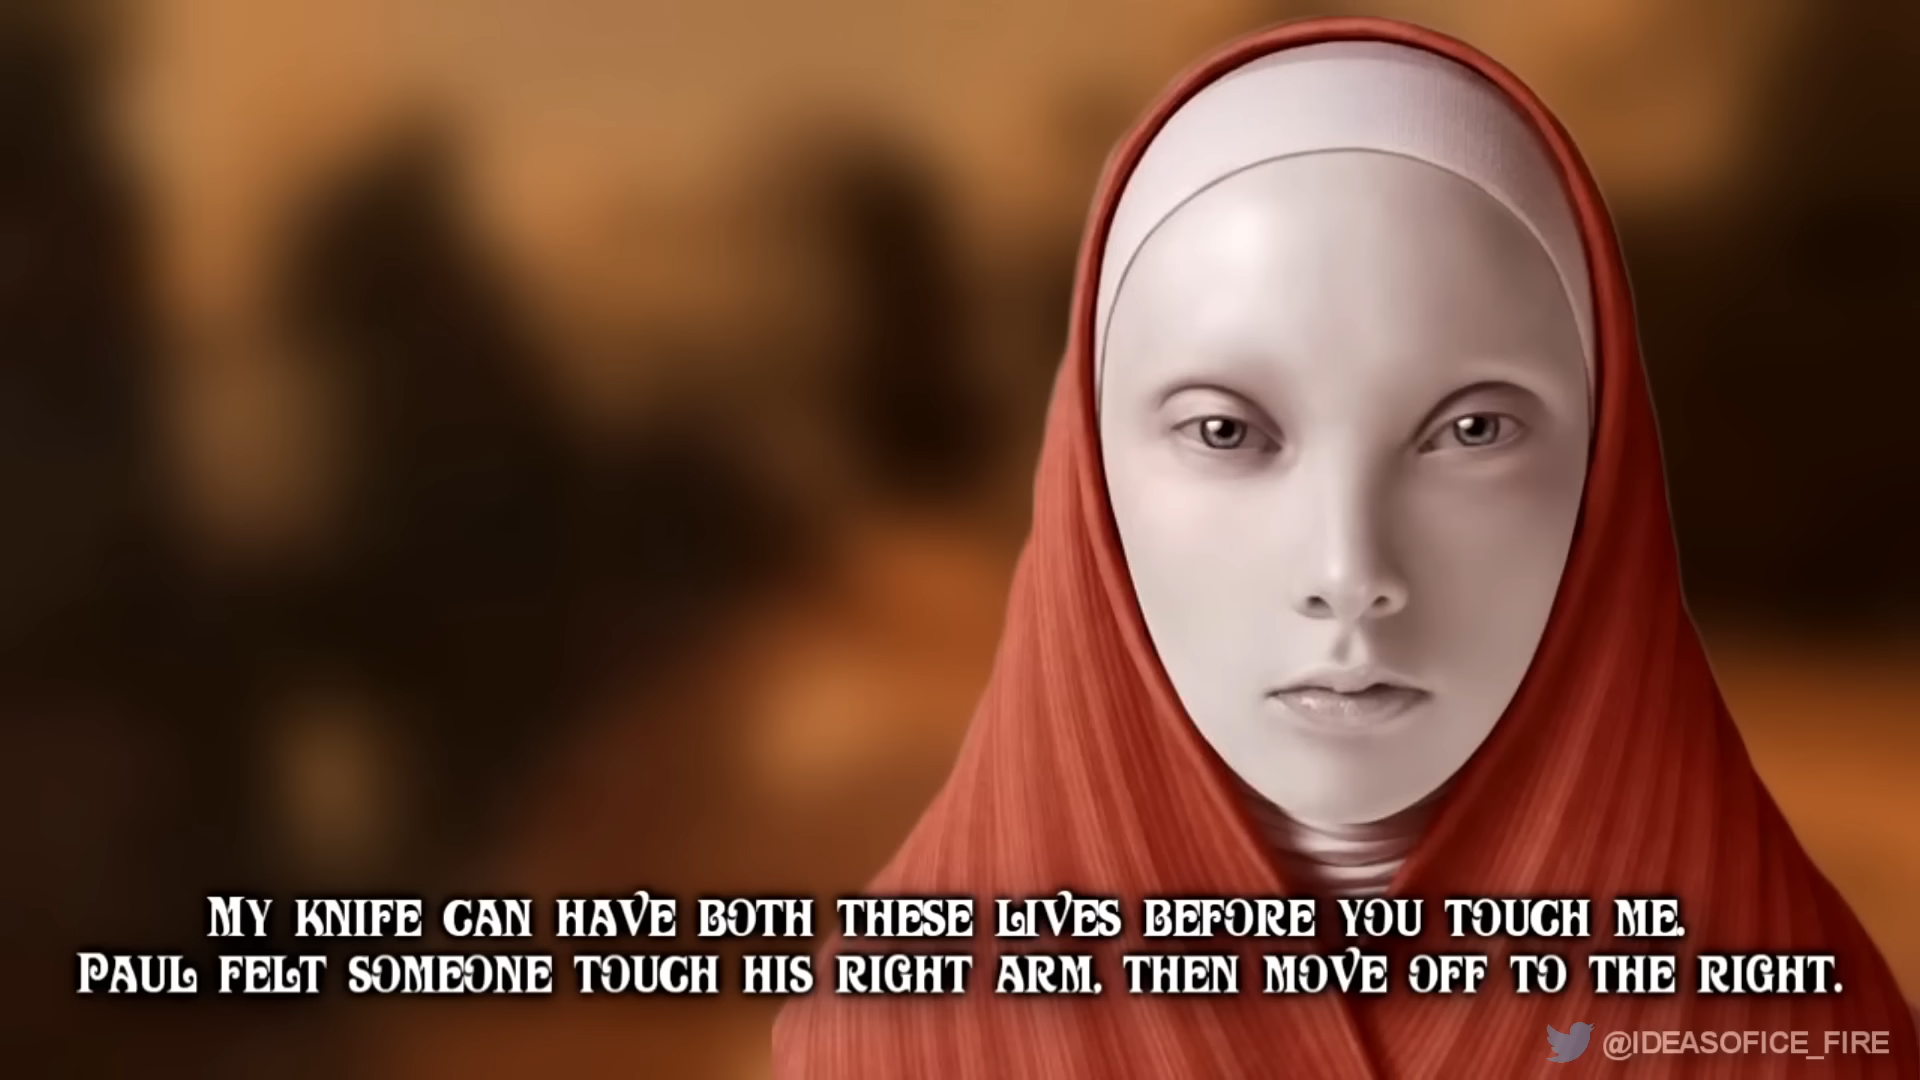 MY KNIFE CAN HAVE BOTH THESE LIVES BEFORE YOU TOUCH ME.
PAUL FELT SOMEONE TOUCH HIS RIGHT ARM, THEN MOVE OFF TO THE RIGHT.
@IDEASOFICE_FIRE